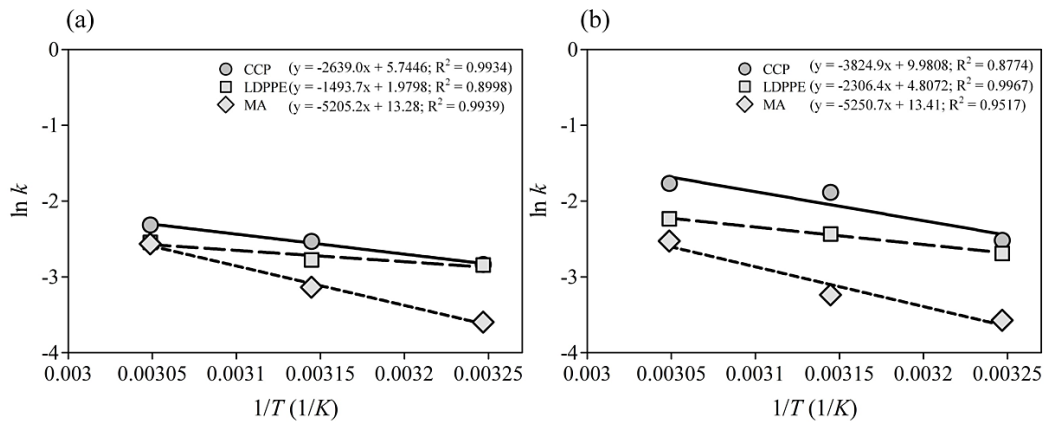 (a)
0
-1
-2
-3
-4
ln k
CCP (y = -2639.0x + 5.7446; R² = 0.9934)
LDPPE (y = -1493.7x + 1.9798; R² = 0.8998)
MA (y = -5205.2x + 13.28; R² = 0.9939)
0.003 0.00305 0.0031 0.00315 0.0032 0.00325
1/T (1/K)
(b)
0
-1
-2
-3
-4
ln k
CCP (y = -3824.9x + 9.9808; R² = 0.8774)
LDPPE (y = -2306.4x + 4.8072; R² = 0.9967)
MA (y = -5250.7x + 13.41; R² = 0.9517)
0.003 0.00305 0.0031 0.00315 0.0032 0.00325
1/T (1/K)